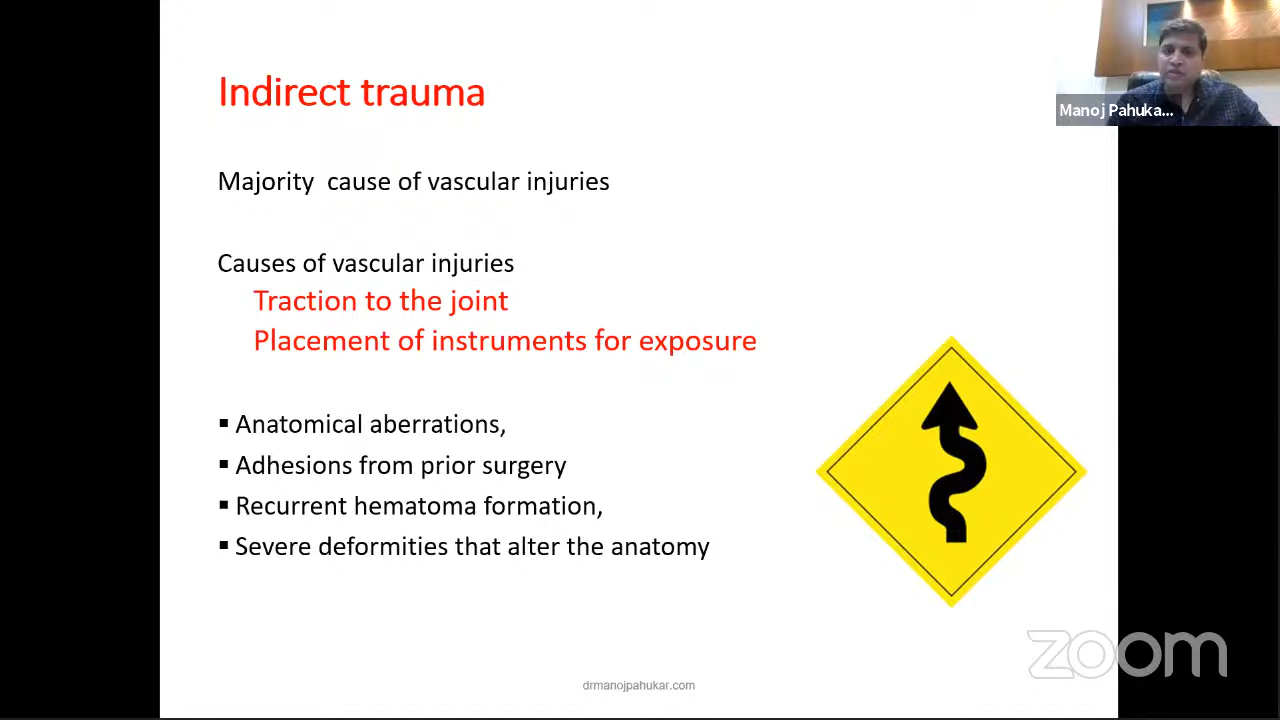 Indirect trauma
Manoj Pahuka...
Majority cause of vascular injuries
Causes of vascular injuries
Traction to the joint
Placement of instruments for exposure
▪ Anatomical aberrations,
▪ Adhesions from prior surgery
▪ Recurrent hematoma formation,
▪ Severe deformities that alter the anatomy
zoom
drmanojpahukar.com